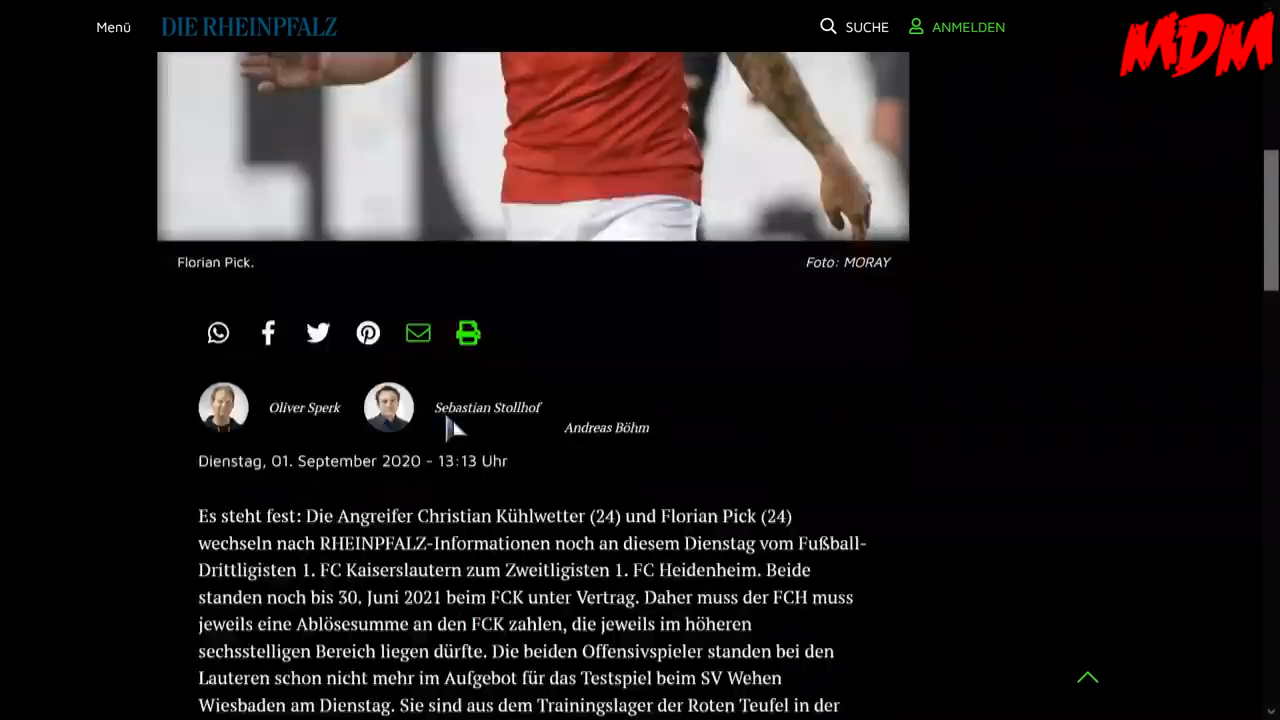 Menü
DIE RHEINPFALZ
SUCHE
ANMELDEN
MDM
Florian Pick.
Foto: MORAY
Oliver Sperk
Sebastian Stollhof
Andreas Böhm
Dienstag, 01. September 2020 - 13:13 Uhr
Es steht fest: Die Angreifer Christian Kühlwetter (24) und Florian Pick (24)
wechseln nach RHEINPFALZ-Informationen noch an diesem Dienstag vom Fußball-
Drittligisten 1. FC Kaiserslautern zum Zweitligisten 1. FC Heidenheim. Beide
standen noch bis 30. Juni 2021 beim FCK unter Vertrag. Daher muss der FCH muss
jeweils eine Ablösesumme an den FCK zahlen, die jeweils im höheren
sechsstelligen Bereich liegen dürfte. Die beiden Offensivspieler standen bei den
Lauteren schon nicht mehr im Aufgebot für das Testspiel beim SV Wehen
Wiesbaden am Dienstag. Sie sind aus dem Trainingslager der Roten Teufel in der